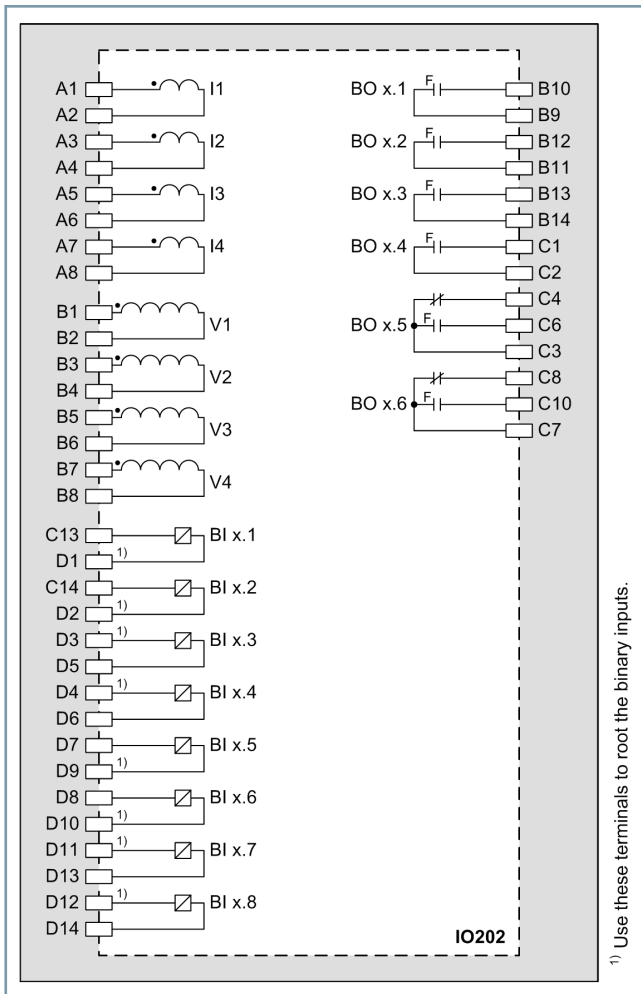 A1 I1
A2
A3 I2
A4
A5 I3
A6
A7 I4
A8
B1
B2 V1
B3
B4 V2
B5
B6 V3
B7
B8 V4
C13 BI x.1
D1 1)
C14 BI x.2
D2 1)
D3 1) BI x.3
D5
D4 1) BI x.4
D6
D7 BI x.5
D9 1)
D8 BI x.6
D10 1)
D11 1) BI x.7
D13
D12 1) BI x.8
D14
BO x.1 F B10
B9
BO x.2 F B12
B11
BO x.3 F B13
B14
BO x.4 F C1
C2
C4
BO x.5 F C6
C3
C8
BO x.6 F C10
C7
IO202
1) Use these terminals to root the binary inputs.